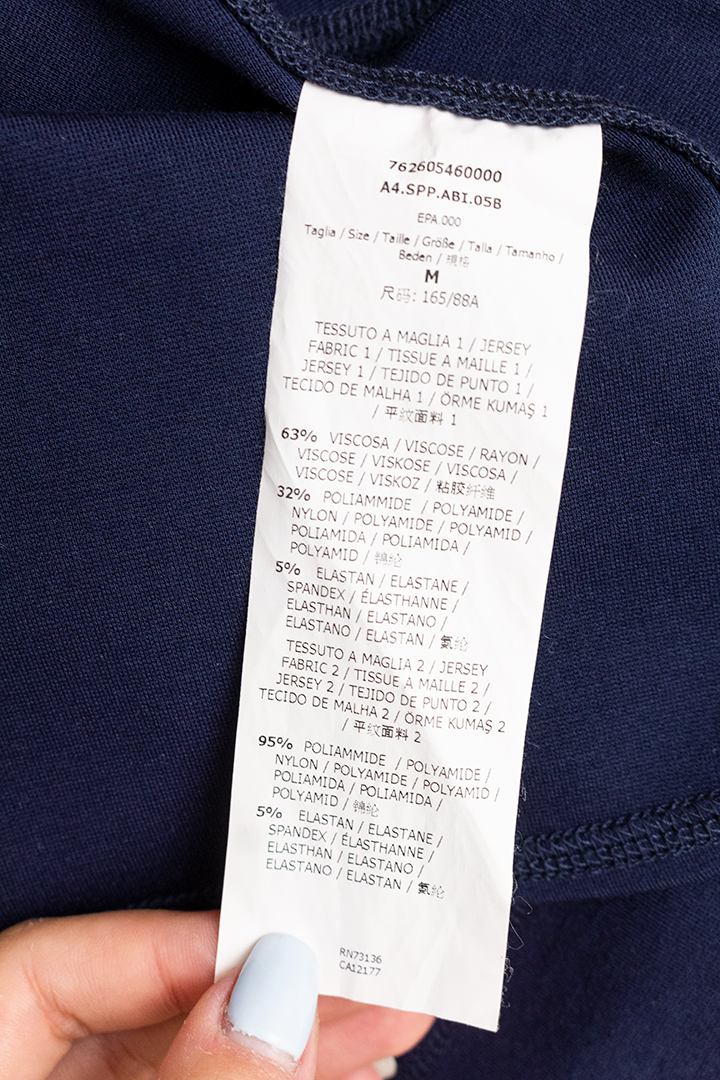 762605460000
A4.SPP.ABI.05B
EPA.000
Taglia / Size / Taille / Größe / Talla / Tamanho /
Beden / 規格
M
尺码: 165/88A
TESSUTO A MAGLIA 1 / JERSEY
FABRIC 1 / TISSUE A MAILLE 1 /
JERSEY 1 / TEJIDO DE PUNTO 1 /
TECIDO DE MALHA 1 / ÖRME KUMAŞ 1
/ 平纹面料 1
63% VISCOSA / VISCOSE / RAYON /
VISCOSE / VISKOSE / VISCOSA /
VISCOSE / VISKOZ / 粘胶纤维
32% POLIAMMIDE / POLYAMIDE /
NYLON / POLYAMIDE / POLYAMID /
POLIAMIDA / POLIAMIDA /
POLYAMID / 锦纶
5% ELASTAN / ELASTANE /
SPANDEX / ÉLASTHANNE /
ELASTHAN / ELASTANO /
ELASTANO / ELASTAN / 氨纶
TESSUTO A MAGLIA 2 / JERSEY
FABRIC 2 / TISSUE A MAILLE 2 /
JERSEY 2 / TEJIDO DE PUNTO 2 /
TECIDO DE MALHA 2 / ÖRME KUMAŞ 2
/ 平纹面料 2
95% POLIAMMIDE / POLYAMIDE /
NYLON / POLYAMIDE / POLYAMID /
POLIAMIDA / POLIAMIDA /
POLYAMID / 锦纶
5% ELASTAN / ELASTANE /
SPANDEX / ÉLASTHANNE /
ELASTHAN / ELASTANO /
ELASTANO / ELASTAN / 氨纶
RN73136
CA12177